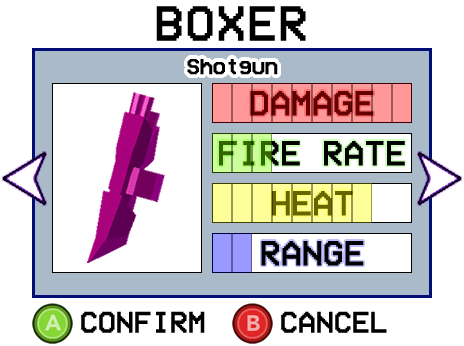 BOXER
Shotgun
DAMAGE
FIRE RATE
HEAT
RANGE
A CONFIRM B CANCEL